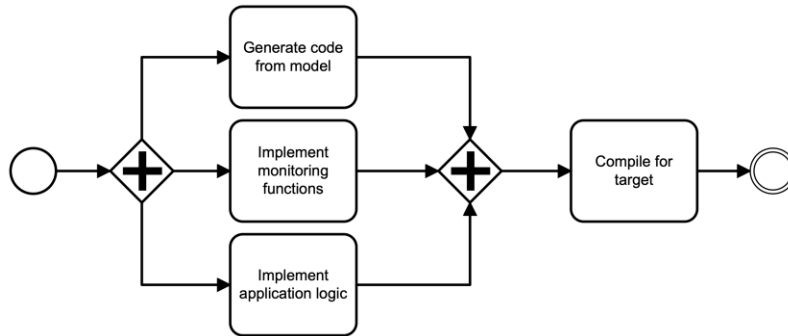 Generate code
from model
Implement
monitoring
functions
Implement
application logic
Compile for
target